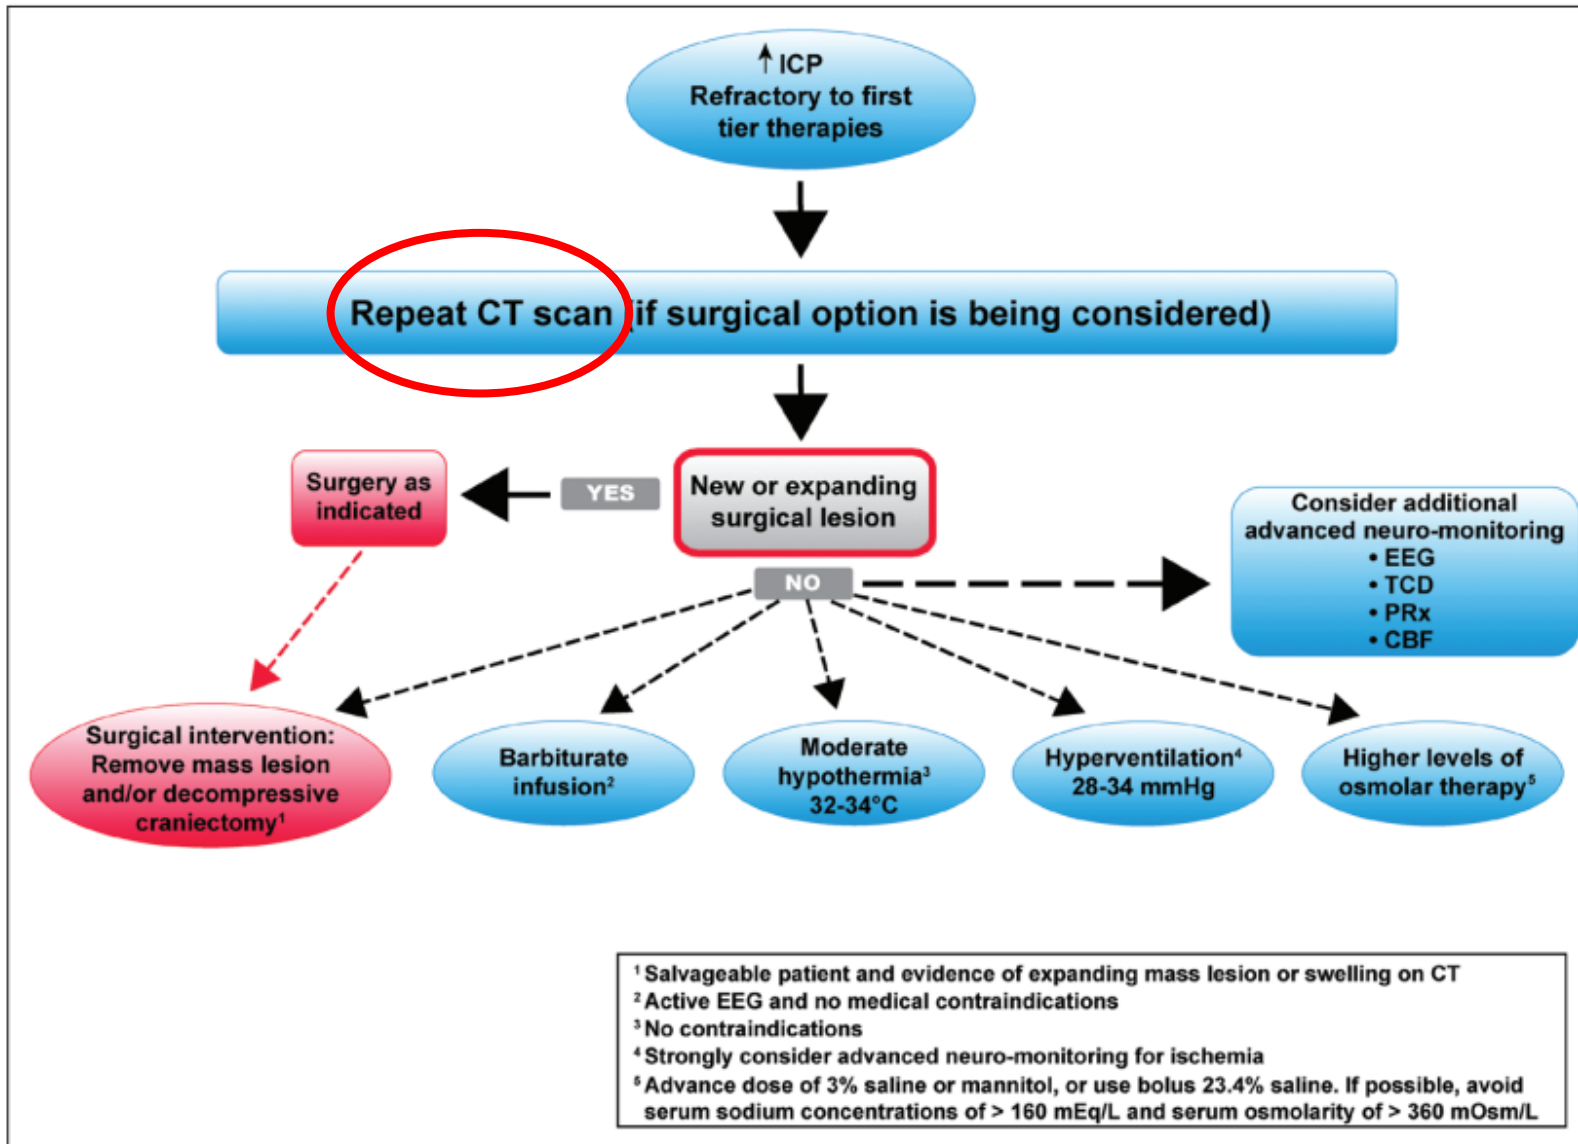 ↑ ICP
Refractory to first
tier therapies
Repeat CT scan (if surgical option is being considered)
Surgery as
indicated
YES
New or expanding
surgical lesion
NO
Consider additional
advanced neuro-monitoring
• EEG
• TCD
• PRx
• CBF
Surgical intervention:
Remove mass lesion
and/or decompressive
craniectomy¹
Barbiturate
infusion²
Moderate
hypothermia³
32-34°C
Hyperventilation⁴
28-34 mmHg
Higher levels of
osmolar therapy⁵
¹ Salvageable patient and evidence of expanding mass lesion or swelling on CT
² Active EEG and no medical contraindications
³ No contraindications
⁴ Strongly consider advanced neuro-monitoring for ischemia
⁵ Advance dose of 3% saline or mannitol, or use bolus 23.4% saline. If possible, avoid
serum sodium concentrations of > 160 mEq/L and serum osmolarity of > 360 mOsm/L